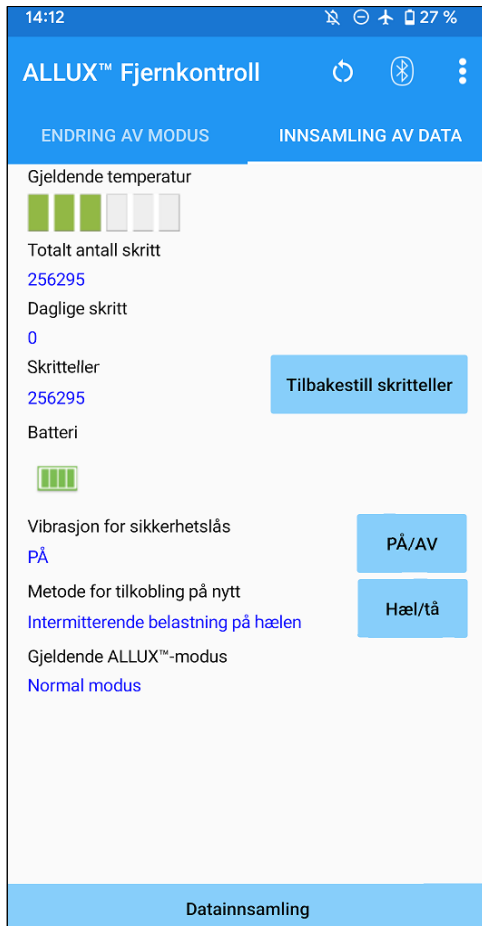 14:12 27 %
ALLUX™ Fjernkontroll
ENDRING AV MODUS INNSAMLING AV DATA
Gjeldende temperatur
Totalt antall skritt
256295
Daglige skritt
0
Skritteller
256295
Tilbakestill skritteller
Batteri
Vibrasjon for sikkerhetslås
PÅ
PÅ/AV
Metode for tilkobling på nytt
Intermitterende belastning på hælen
Hæl/tå
Gjeldende ALLUX™-modus
Normal modus
Datainnsamling